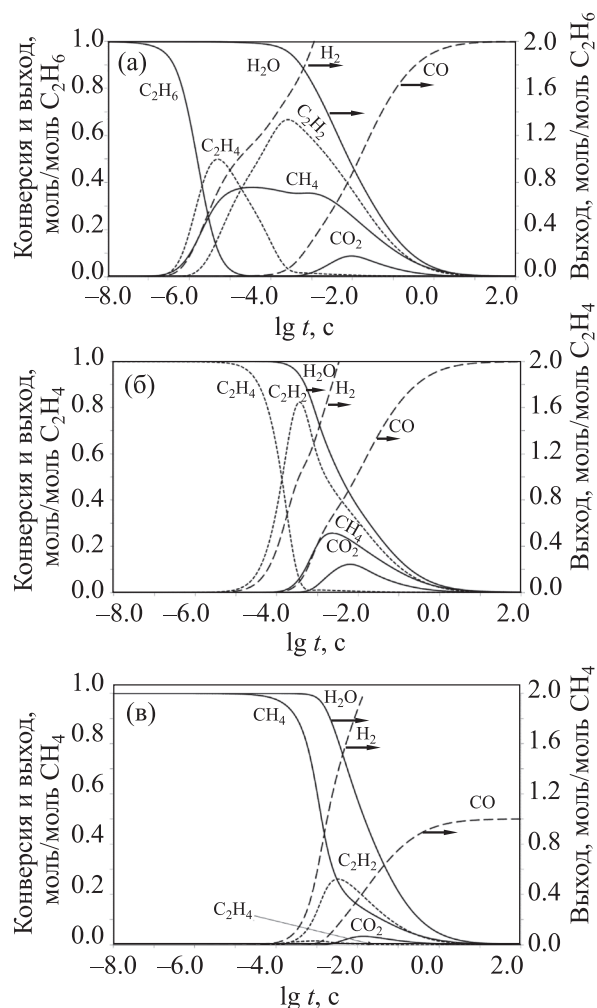 (а)
Конверсия и выход,
моль/моль C2H6
1.0
0.8
0.6
0.4
0.2
0.0
C2H6
C2H4
H2O
H2
C2H2
CH4
CO2
CO
2.0
1.6
1.2
0.8
0.4
0.0
Выход, моль/моль C2H6
–8.0 –6.0 –4.0 –2.0 0.0 2.0
lg t, с
(б)
Конверсия и выход,
моль/моль C2H4
1.0
0.8
0.6
0.4
0.2
0.0
C2H4
C2H2
H2O
H2
CO
CH4
CO2
2.0
1.6
1.2
0.8
0.4
0.0
Выход, моль/моль C2H4
–8.0 –6.0 –4.0 –2.0 0.0 2.0
lg t, с
(в)
Конверсия и выход,
моль/моль CH4
1.0
0.8
0.6
0.4
0.2
0.0
CH4
H2O
H2
CO
C2H2
C2H4
CO2
2.0
1.6
1.2
0.8
0.4
0.0
Выход, моль/моль CH4
–8.0 –6.0 –4.0 –2.0 0.0 2.0
lg t, с